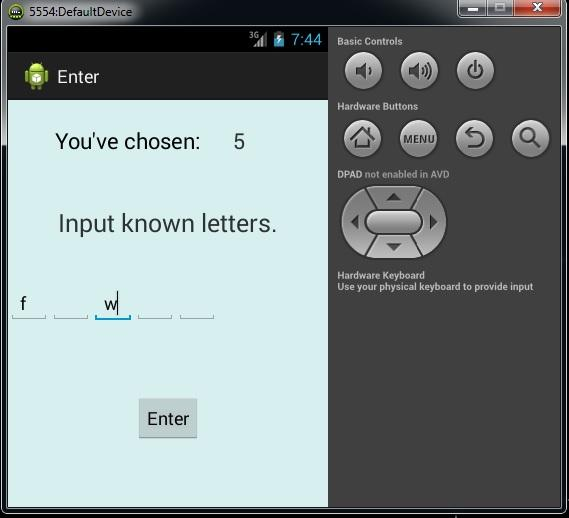 5554:DefaultDevice
3G 7:44
Enter
You've chosen: 5
Input known letters.
f w
Enter
Basic Controls
Hardware Buttons
MENU
DPAD not enabled in AVD
Hardware Keyboard
Use your physical keyboard to provide input